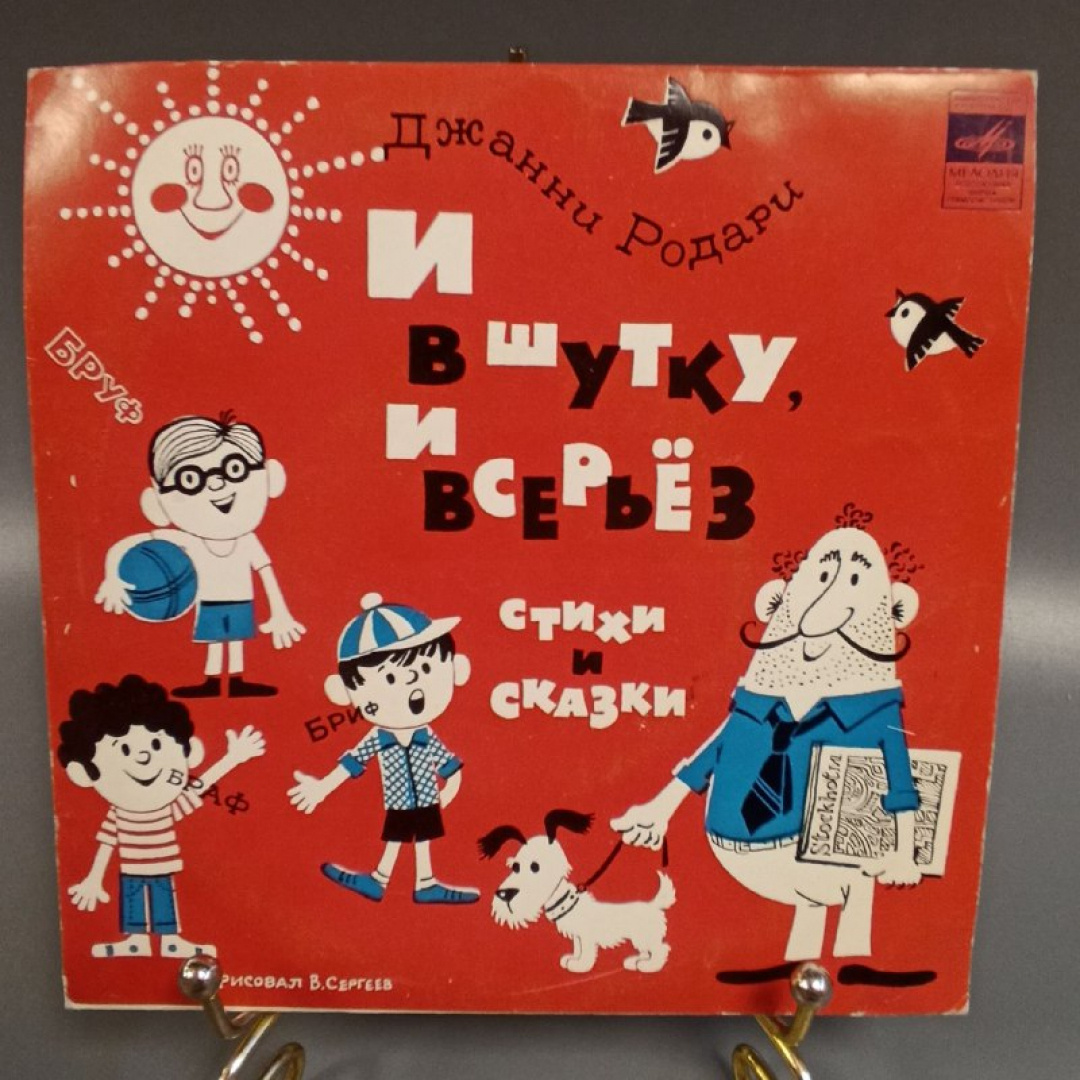 Джанни Родари
И
В ШУТКУ,
И
ВСЕРЬЁЗ
СТИХИ
И
СКАЗКИ
МЕЛОДИЯ
БРУФ
БРИФ
БРАФ
Stockholm
РИСОВАЛ В. СЕРГЕЕВ